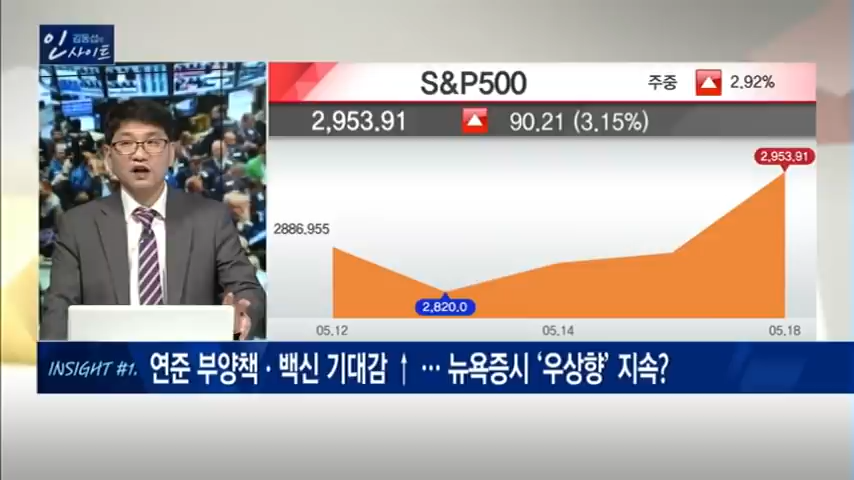 김동섭의
인사이트
S&P500
주중 2.92%
2,953.91 90.21 (3.15%)
2,953.91
2886.955
2,820.0
05.12 05.14 05.18
INSIGHT #1. 연준 부양책·백신 기대감↑… 뉴욕증시 '우상향' 지속?